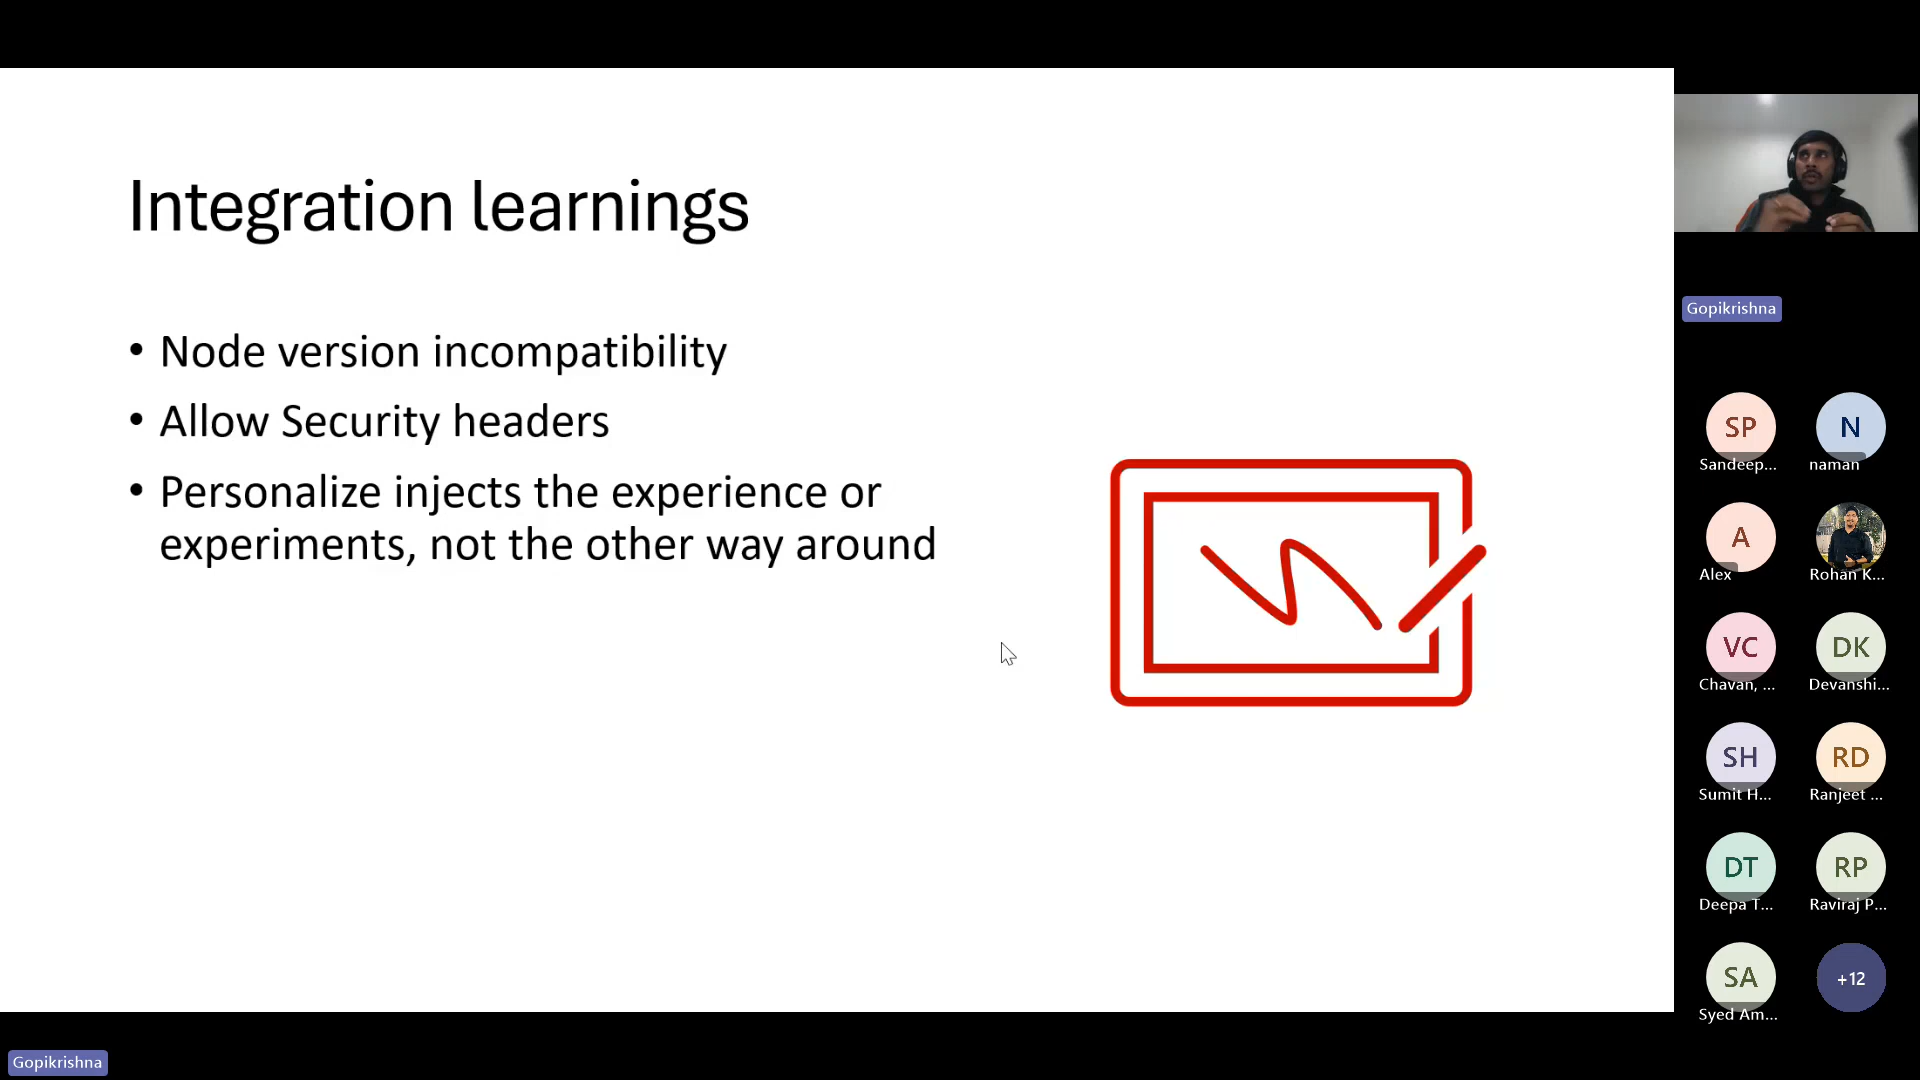 Integration learnings
• Node version incompatibility
• Allow Security headers
• Personalize injects the experience or
experiments, not the other way around
Gopikrishna
SP
Sandeep...
N
naman
A
Alex
Rohan K...
VC
Chavan, ...
DK
Devanshi...
SH
Sumit H...
RD
Ranjeet ...
DT
Deepa T...
RP
Raviraj P...
SA
Syed Am...
+12
Gopikrishna